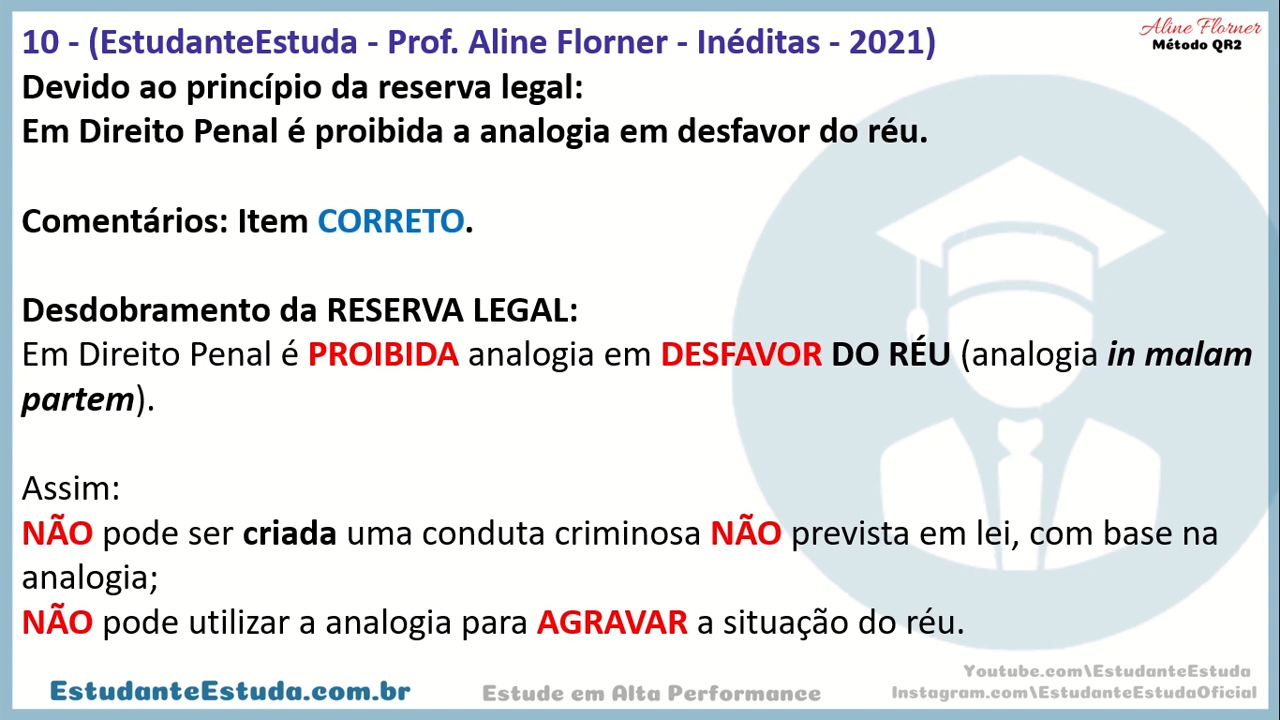 10 - (EstudanteEstuda - Prof. Aline Florner - Inéditas - 2021)
Aline Florner
Método QR2
Devido ao princípio da reserva legal:
Em Direito Penal é proibida a analogia em desfavor do réu.
Comentários: Item CORRETO.
Desdobramento da RESERVA LEGAL:
Em Direito Penal é PROIBIDA analogia em DESFAVOR DO RÉU (analogia in malam
partem).
Assim:
NÃO pode ser criada uma conduta criminosa NÃO prevista em lei, com base na
analogia;
NÃO pode utilizar a analogia para AGRAVAR a situação do réu.
EstudanteEstuda.com.br
Estude em Alta Performance
Youtube.com\EstudanteEstuda
Instagram.com\EstudanteEstudaOficial